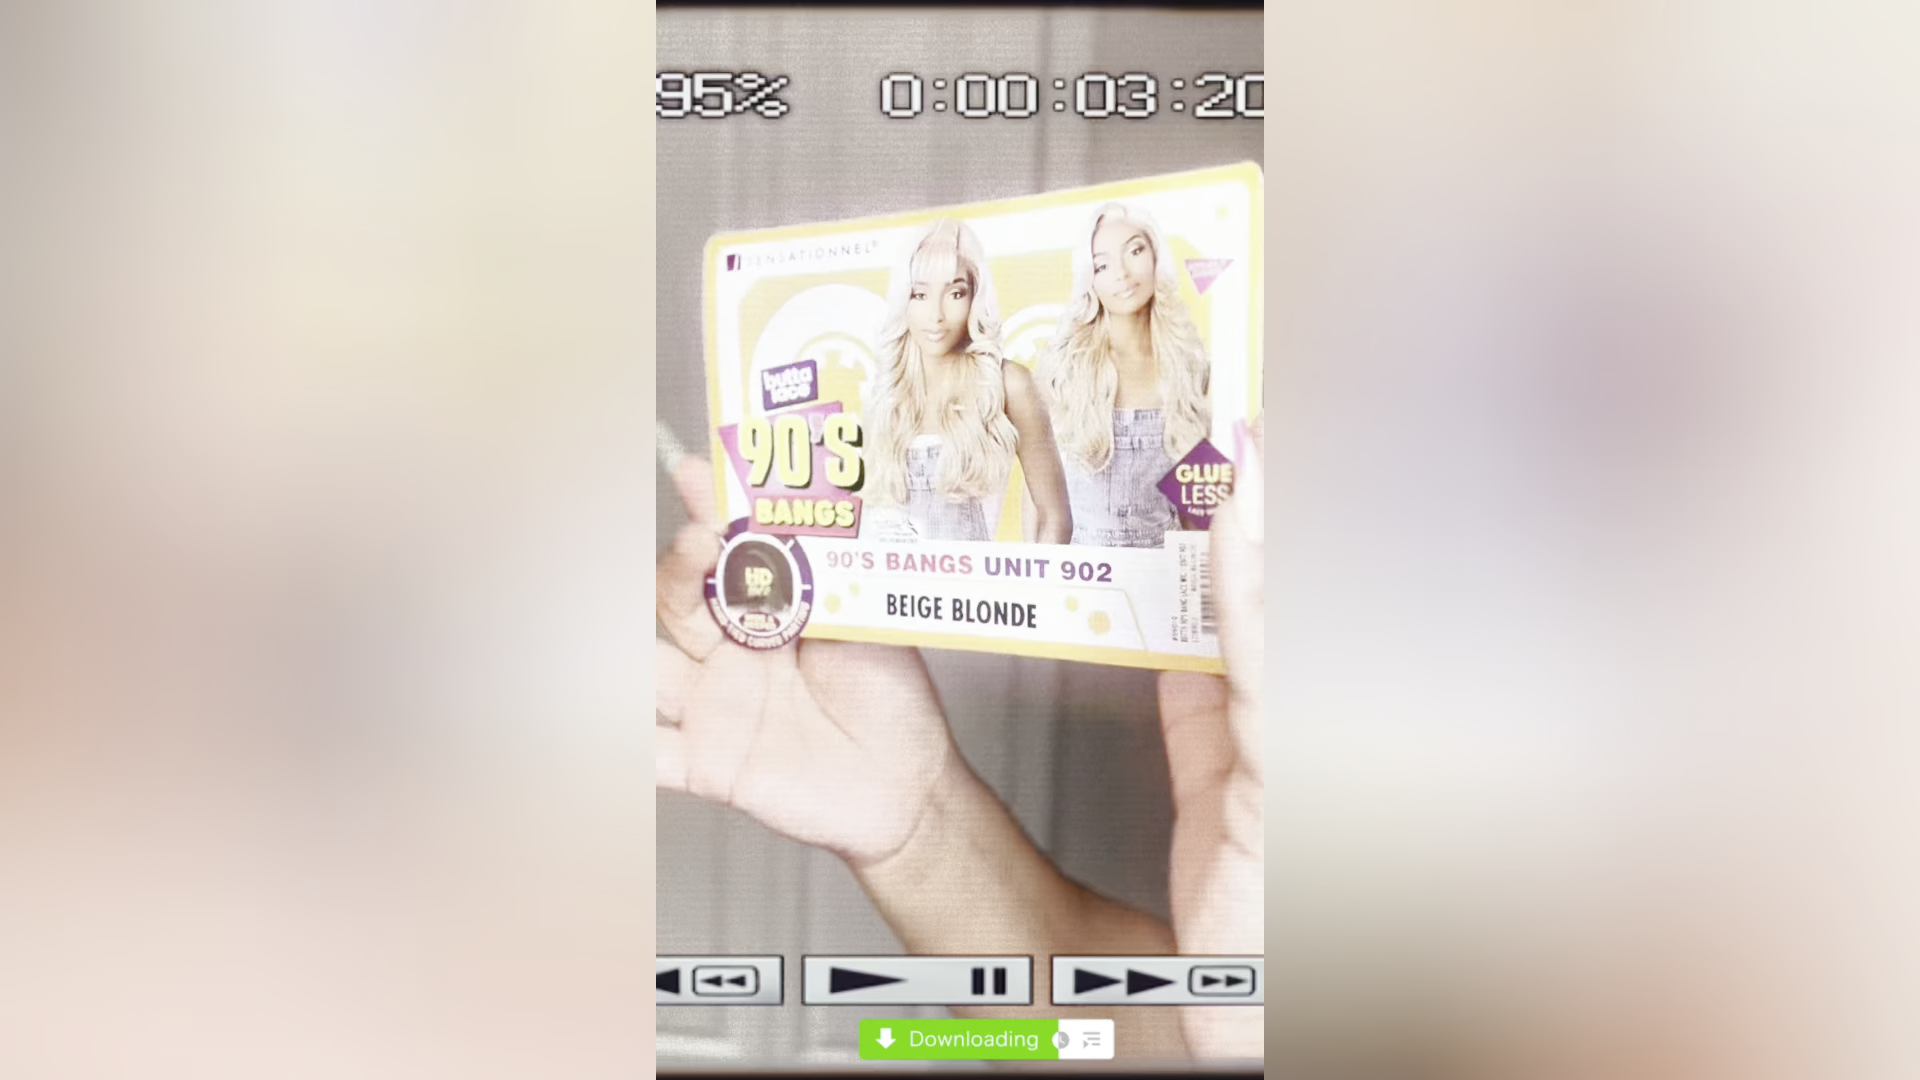 95% 0:00:03:20
SENSATIONNEL®
butta
lace
90'S
BANGS
GLUE
LESS
HD
90'S BANGS UNIT 902
BEIGE BLONDE
Downloading